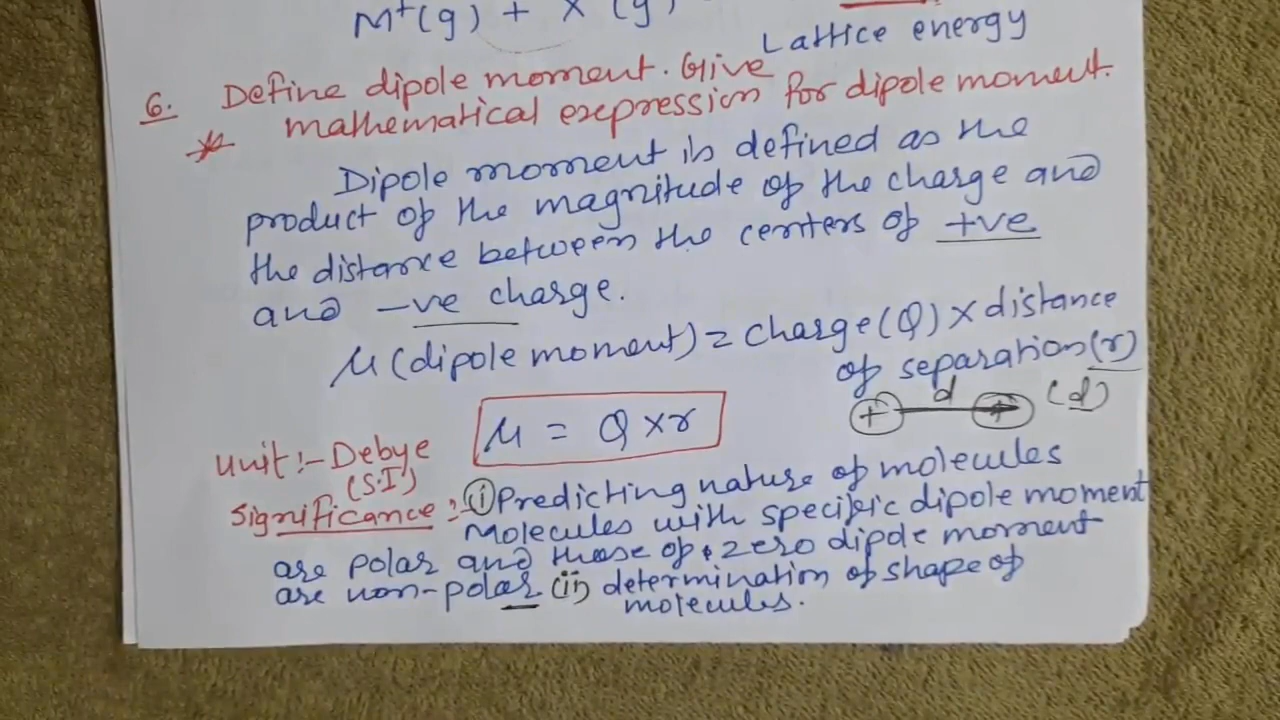 M⁺(g) + X (g)
Lattice energy
6. Define dipole moment. Give
* mathematical expression for dipole moment.
Dipole moment is defined as the
product of the magnitude of the charge and
the distance between the centers of +ve
and -ve charge.
μ (dipole moment) = charge (Q) × distance
of separation (r)
+ d + (d)
μ = Q × r
Unit :- Debye
(S.I)
Significance :- (i) Predicting nature of molecules
Molecules with specific dipole moment
are polar and those of zero dipole moment
are non-polar (ii) determination of shape of
molecules.